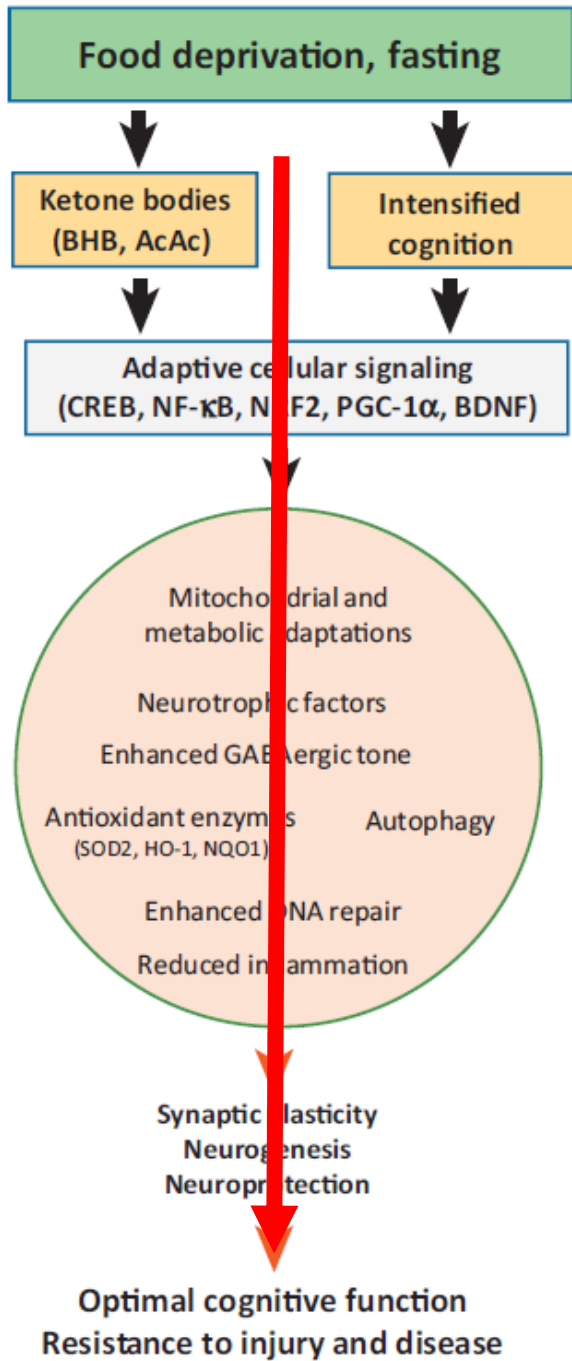 Food deprivation, fasting
Ketone bodies
(BHB, AcAc)
Intensified
cognition
Adaptive cellular signaling
(CREB, NF-κB, NRF2, PGC-1α, BDNF)
Mitochondrial and
metabolic adaptations
Neurotrophic factors
Enhanced GABAergic tone
Antioxidant enzymes
(SOD2, HO-1, NQO1)
Autophagy
Enhanced DNA repair
Reduced inflammation
Synaptic plasticity
Neurogenesis
Neuroprotection
Optimal cognitive function
Resistance to injury and disease